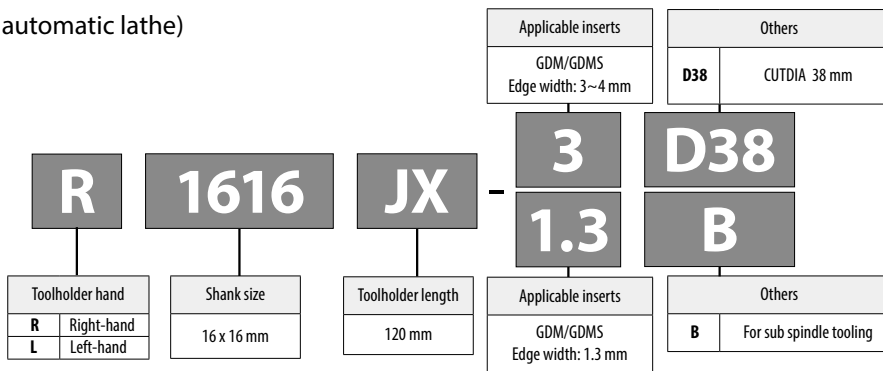 automatic lathe)
Applicable inserts
GDM/GDMS
Edge width: 3~4 mm
Others
D38 CUTDIA 38 mm
R 1616 JX - 3 D38
1.3 B
Toolholder hand
R Right-hand
L Left-hand
Shank size
16 x 16 mm
Toolholder length
120 mm
Applicable inserts
GDM/GDMS
Edge width: 1.3 mm
Others
B For sub spindle tooling